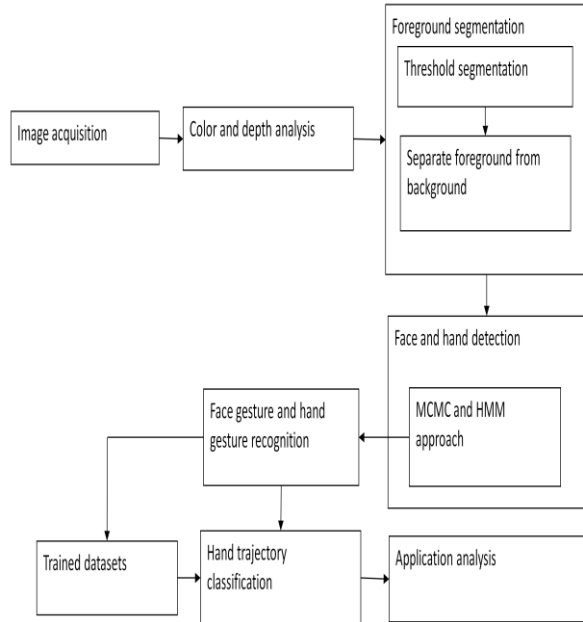 Foreground segmentation
Threshold segmentation
Image acquisition
Color and depth analysis
Separate foreground from
background
Face and hand detection
MCMC and HMM
approach
Face gesture and hand
gesture recognition
Trained datasets
Hand trajectory
classification
Application analysis